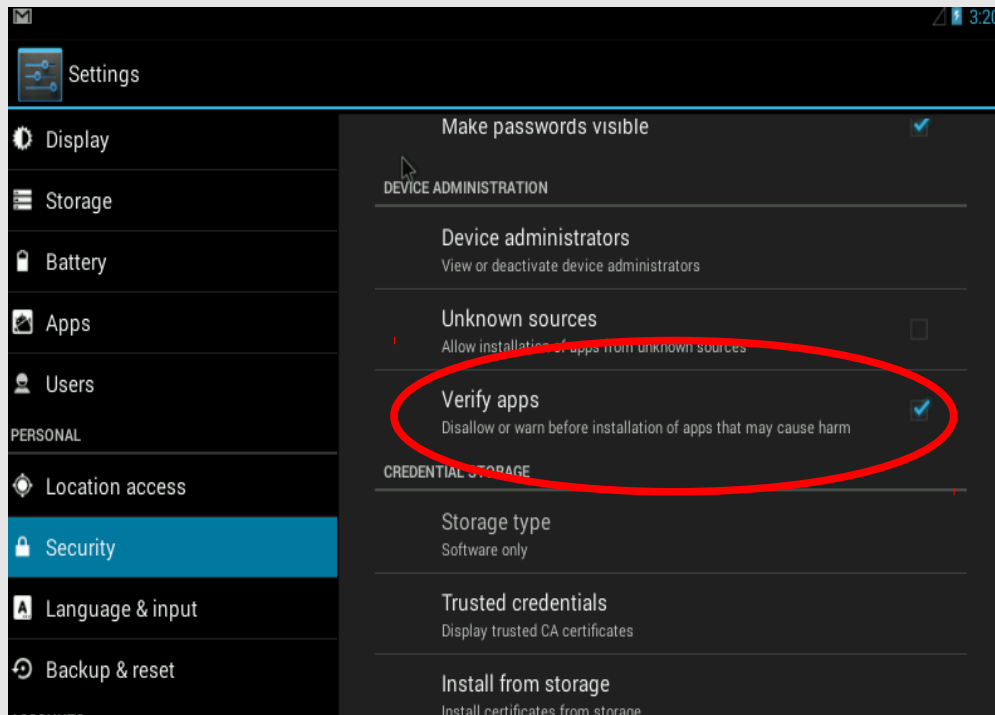 3:20
Settings
Display
Storage
Battery
Apps
Users
PERSONAL
Location access
Security
Language & input
Backup & reset
Make passwords visible
DEVICE ADMINISTRATION
Device administrators
View or deactivate device administrators
Unknown sources
Allow installation of apps from unknown sources
Verify apps
Disallow or warn before installation of apps that may cause harm
CREDENTIAL STORAGE
Storage type
Software only
Trusted credentials
Display trusted CA certificates
Install from storage
Install certificates from storage